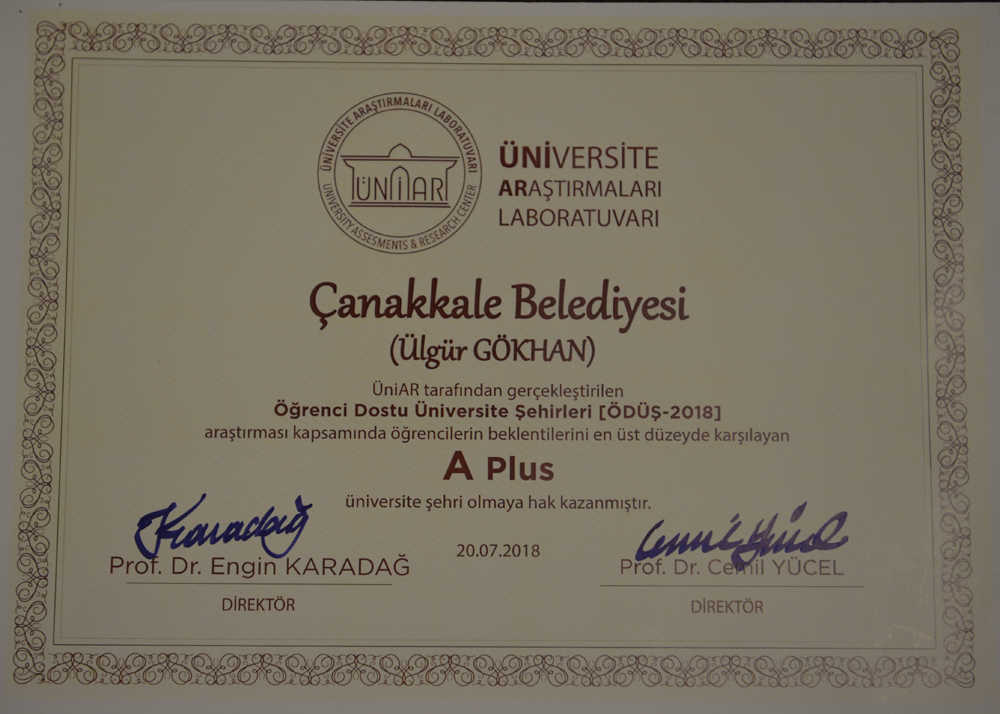 ÜNİVERSİTE ARAŞTIRMALARI LABORATUVARI
ÜNİAR
UNIVERSITY ASSESMENTS & RESEARCH CENTER
ÜNİVERSİTE
ARAŞTIRMALARI
LABORATUVARI
Çanakkale Belediyesi
(Ülgür GÖKHAN)
ÜniAR tarafından gerçekleştirilen
Öğrenci Dostu Üniversite Şehirleri [ÖDÜŞ-2018]
araştırması kapsamında öğrencilerin beklentilerini en üst düzeyde karşılayan
A Plus
üniversite şehri olmaya hak kazanmıştır.
Karadağ
Cemil Yücel
20.07.2018
Prof. Dr. Engin KARADAĞ
Prof. Dr. Cemil YÜCEL
DİREKTÖR
DİREKTÖR